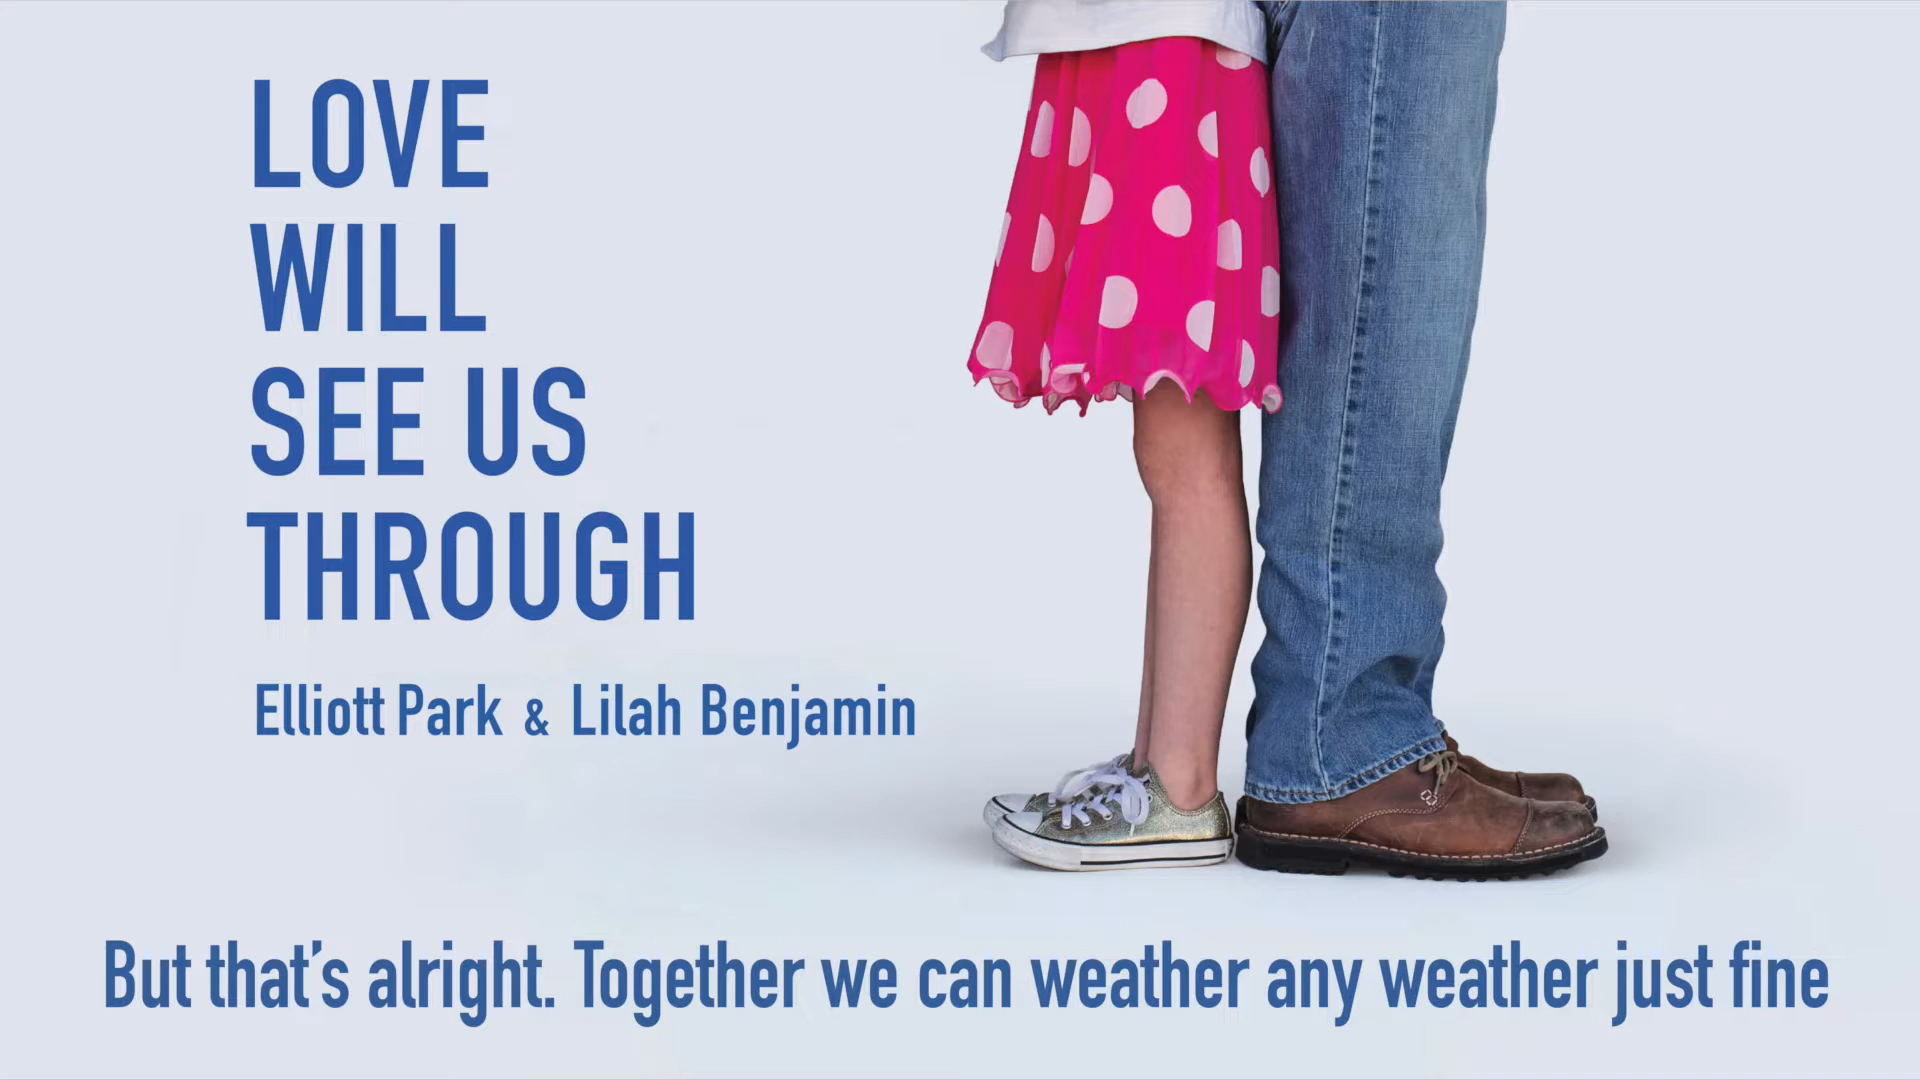 LOVE
WILL
SEE US
THROUGH
Elliott Park & Lilah Benjamin
But that's alright. Together we can weather any weather just fine